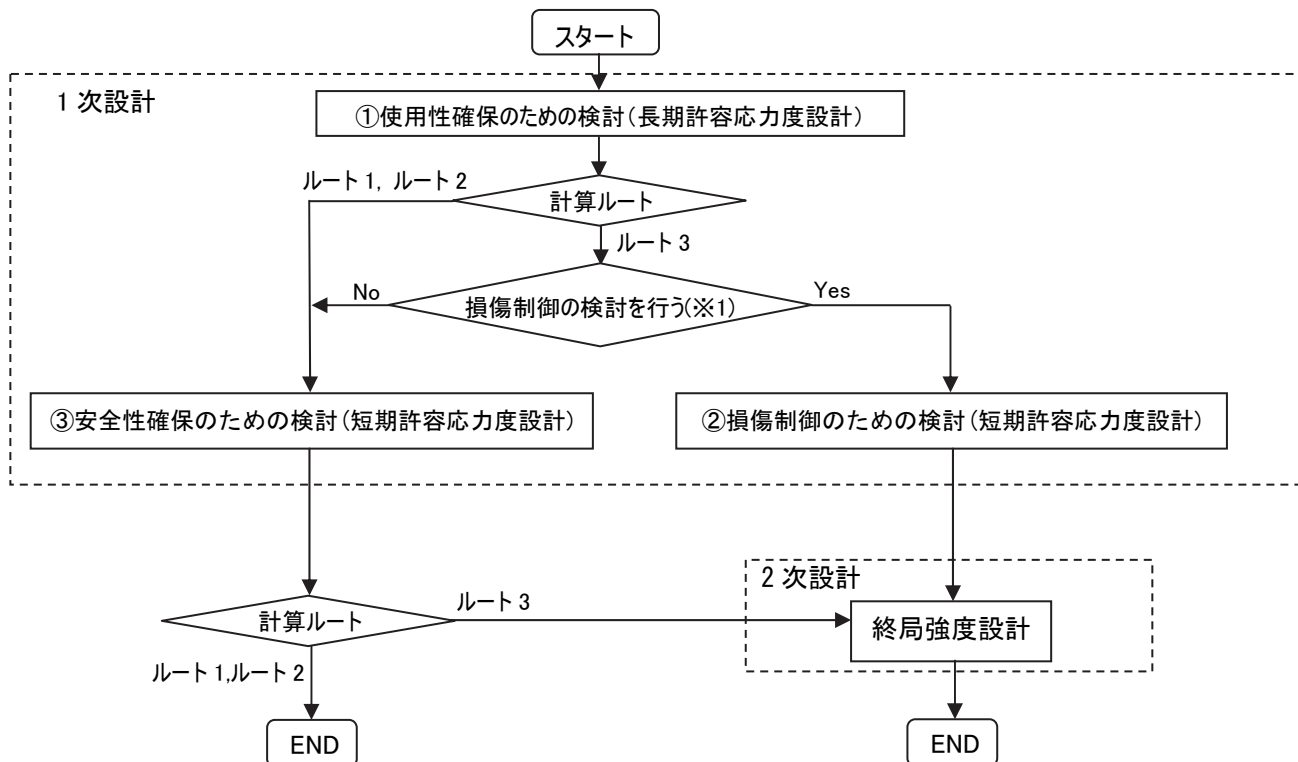 スタート
1 次設計
①使用性確保のための検討(長期許容応力度設計)
ルート 1, ルート 2
計算ルート
ルート 3
No
損傷制御の検討を行う(※1)
Yes
③安全性確保のための検討(短期許容応力度設計)
②損傷制御のための検討(短期許容応力度設計)
2 次設計
ルート 3
計算ルート
終局強度設計
ルート 1,ルート 2
END
END